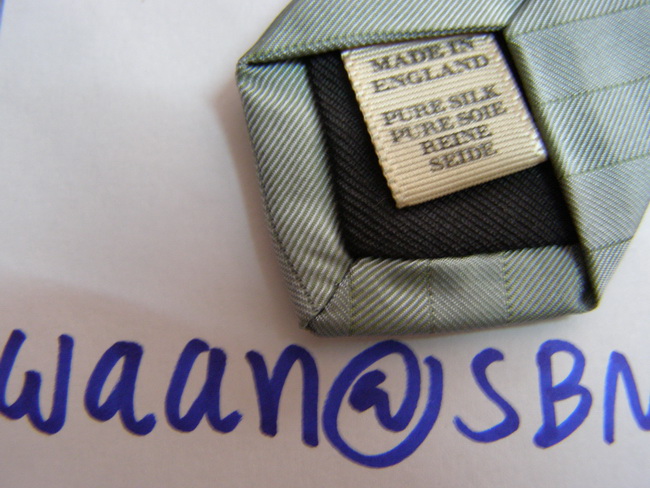 MADE IN
ENGLAND
PURE SILK
PURE SOIE
REINE
SEIDE
waan@SBN